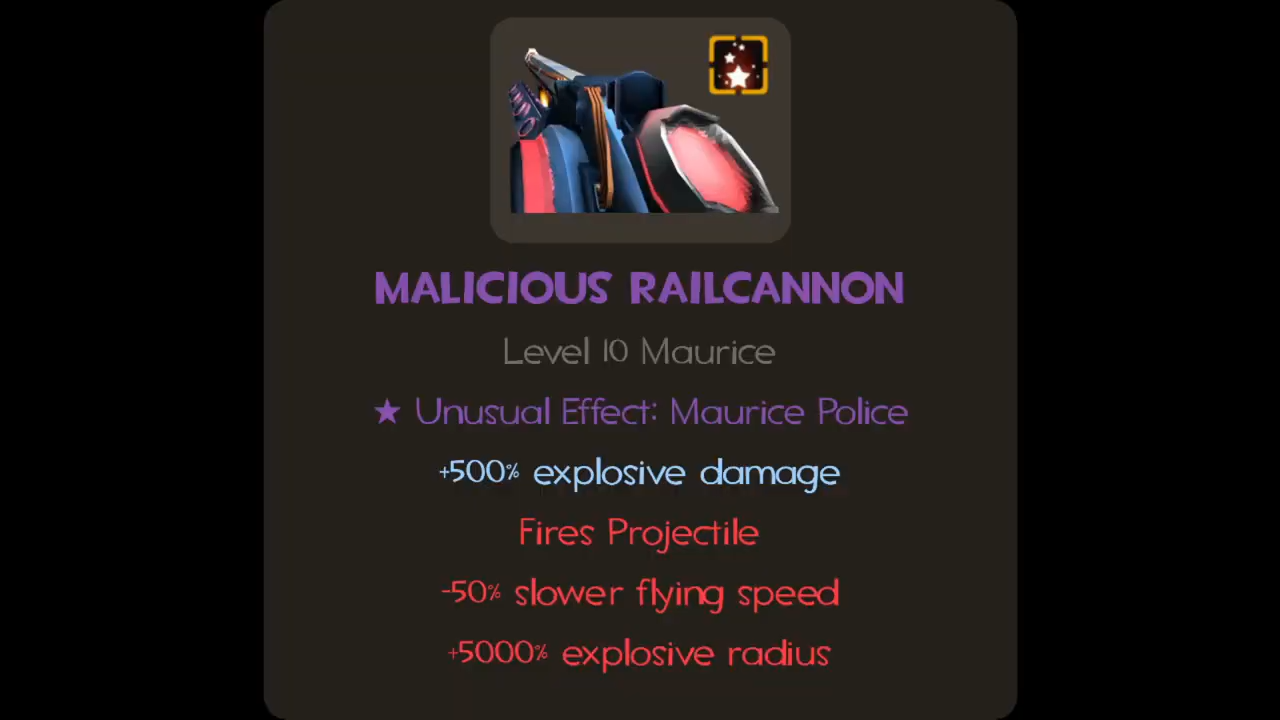 MALICIOUS RAILCANNON
Level 10 Maurice
★ Unusual Effect: Maurice Police
+500% explosive damage
Fires Projectile
-50% slower flying speed
+5000% explosive radius